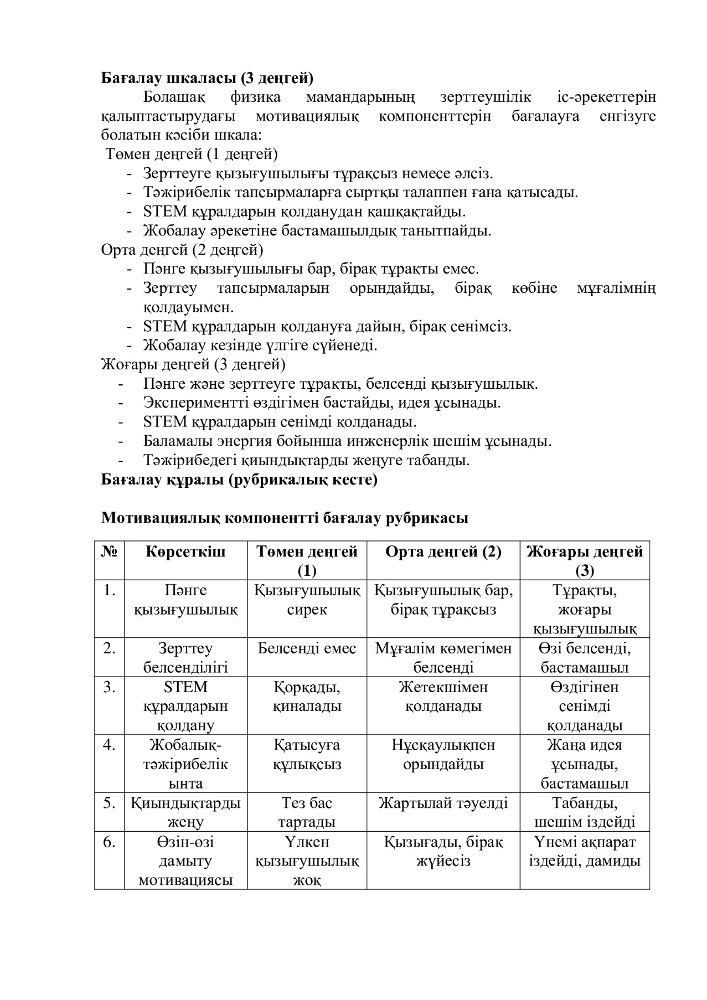 Бағалау шкаласы (3 деңгей)
Болашақ физика мамандарының зерттеушілік іс-әрекеттерін
қалыптастырудағы мотивациялық компоненттерін бағалауға енгізуге
болатын кәсіби шкала:
Төмен деңгей (1 деңгей)
- Зерттеуге қызығушылығы тұрақсыз немесе әлсіз.
- Тәжірибелік тапсырмаларға сыртқы талаппен ғана қатысады.
- STEM құралдарын қолданудан қашқақтайды.
- Жобалау әрекетіне бастамашылдық танытпайды.
Орта деңгей (2 деңгей)
- Пәнге қызығушылығы бар, бірақ тұрақты емес.
- Зерттеу тапсырмаларын орындайды, бірақ көбіне мұғалімнің
қолдауымен.
- STEM құралдарын қолдануға дайын, бірақ сенімсіз.
- Жобалау кезінде үлгіге сүйенеді.
Жоғары деңгей (3 деңгей)
- Пәнге және зерттеуге тұрақты, белсенді қызығушылық.
- Экспериментті өздігімен бастайды, идея ұсынады.
- STEM құралдарын сенімді қолданады.
- Баламалы энергия бойынша инженерлік шешім ұсынады.
- Тәжірибедегі қиындықтарды жеңуге табанды.
Бағалау құралы (рубрикалық кесте)
Мотивациялық компонентті бағалау рубрикасы
№ Көрсеткіш Төмен деңгей Орта деңгей (2) Жоғары деңгей
(1) (3)
1. Пәнге Қызығушылық Қызығушылық бар, Тұрақты,
қызығушылық сирек бірақ тұрақсыз жоғары
қызығушылық
2. Зерттеу Белсенді емес Мұғалім көмегімен Өзі белсенді,
белсенділігі белсенді бастамашыл
3. STEM Қорқады, Жетекшімен Өздігінен
құралдарын қиналады қолданады сенімді
қолдану қолданады
4. Жобалық- Қатысуға Нұсқаулықпен Жаңа идея
тәжірибелік құлықсыз орындайды ұсынады,
ынта бастамашыл
5. Қиындықтарды Тез бас Жартылай тәуелді Табанды,
жеңу тартады шешім іздейді
6. Өзін-өзі Үлкен Қызығады, бірақ Үнемі ақпарат
дамыту қызығушылық жүйесіз іздейді, дамиды
мотивациясы жоқ